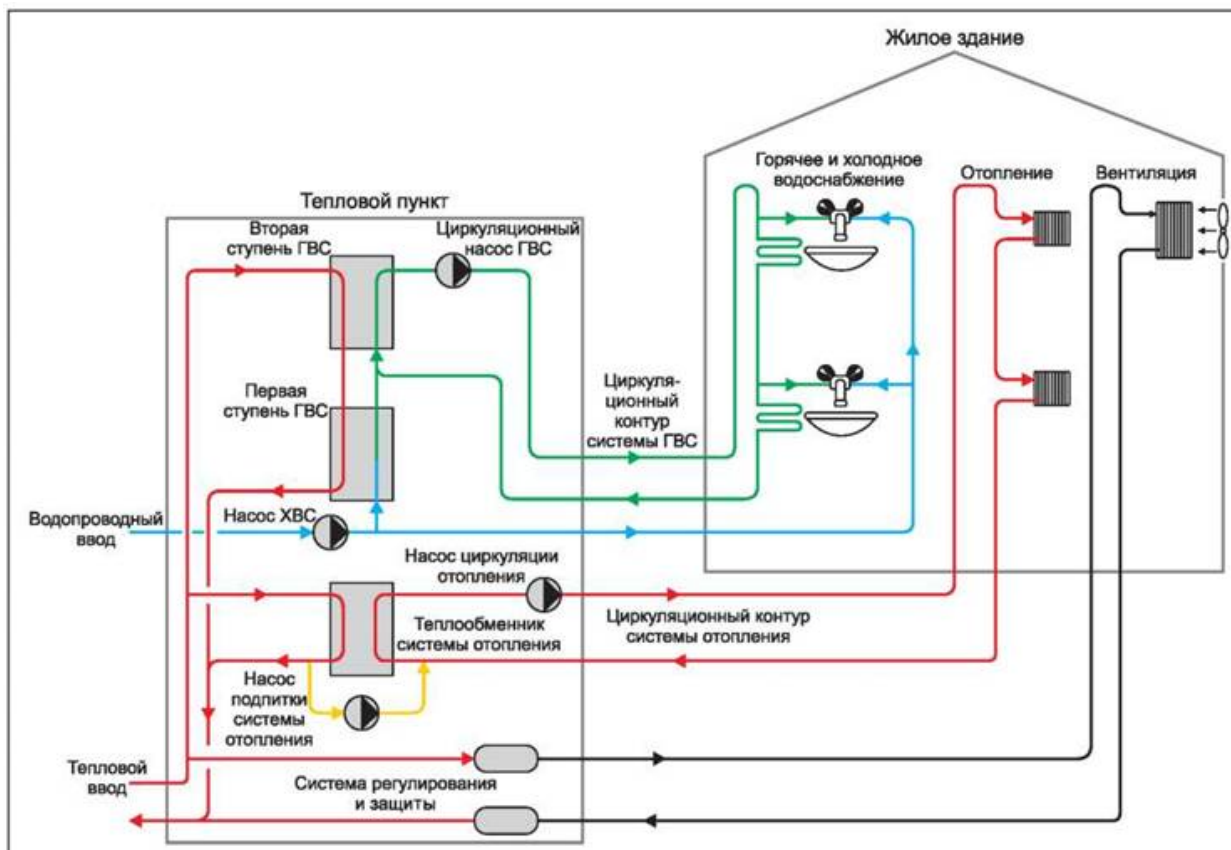 Жилое здание
Тепловой пункт
Вторая
ступень ГВС
Циркуляционный
насос ГВС
Горячее и холодное
водоснабжение
Отопление
Вентиляция
Первая
ступень ГВС
Циркуля-
ционный
контур
системы ГВС
Водопроводный
ввод
Насос ХВС
Насос циркуляции
отопления
Теплообменник
системы отопления
Циркуляционный контур
системы отопления
Насос
подпитки
системы
отопления
Тепловой
ввод
Система регулирования
и защиты